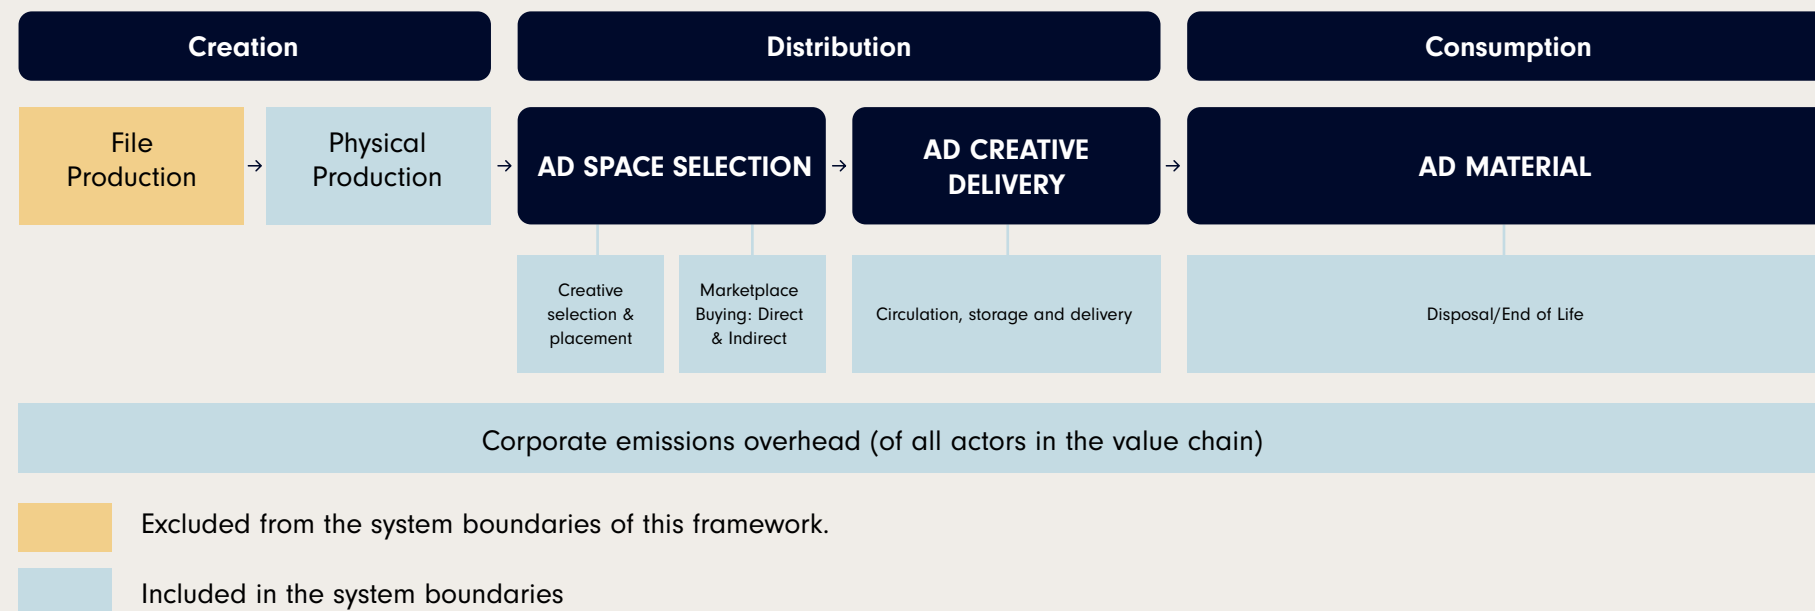 Creation
Distribution
Consumption
File
Production
→
Physical
Production
→
AD SPACE SELECTION
→
AD CREATIVE
DELIVERY
→
AD MATERIAL
Creative
selection &
placement
Marketplace
Buying: Direct
& Indirect
Circulation, storage and delivery
Disposal/End of Life
Corporate emissions overhead (of all actors in the value chain)
Excluded from the system boundaries of this framework.
Included in the system boundaries